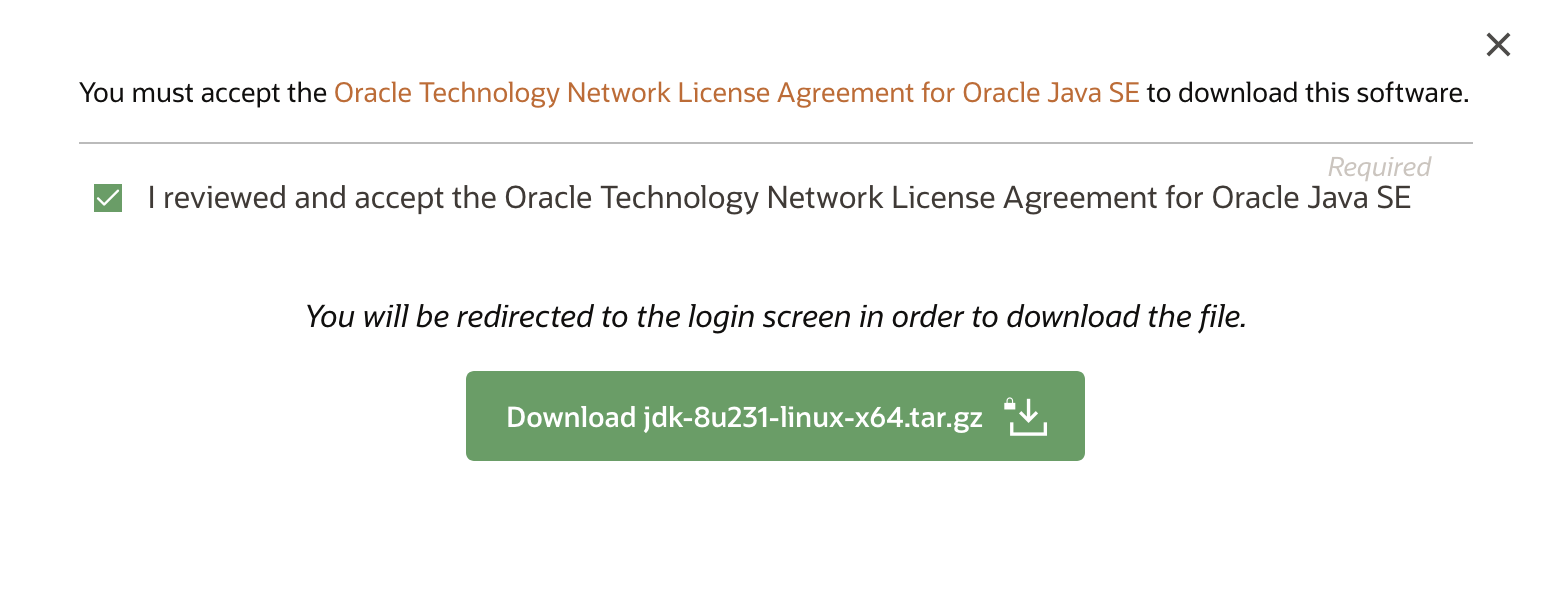 You must accept the Oracle Technology Network License Agreement for Oracle Java SE to download this software.
Required
I reviewed and accept the Oracle Technology Network License Agreement for Oracle Java SE
You will be redirected to the login screen in order to download the file.
Download jdk-8u231-linux-x64.tar.gz